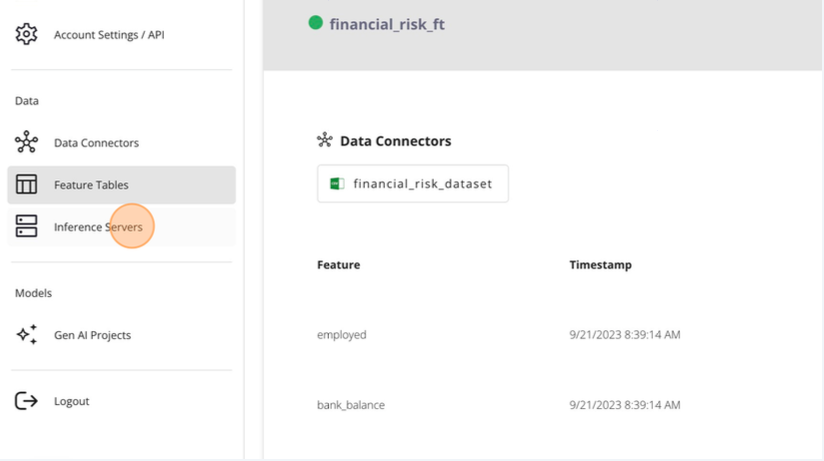 Account Settings / API
Data
Data Connectors
Feature Tables
Inference Servers
Models
Gen AI Projects
Logout
financial_risk_ft
Data Connectors
financial_risk_dataset
Feature Timestamp
employed 9/21/2023 8:39:14 AM
bank_balance 9/21/2023 8:39:14 AM